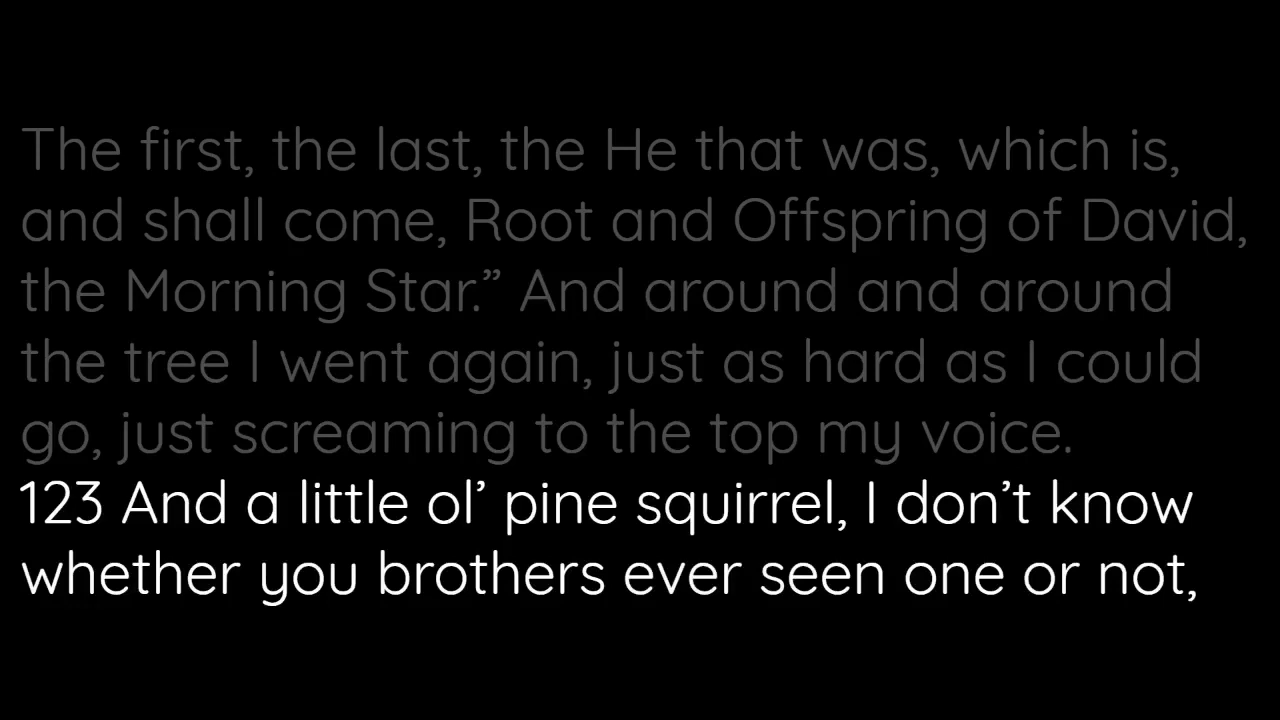 The first, the last, the He that was, which is,
and shall come, Root and Offspring of David,
the Morning Star.” And around and around
the tree I went again, just as hard as I could
go, just screaming to the top my voice.
123 And a little ol’ pine squirrel, I don’t know
whether you brothers ever seen one or not,